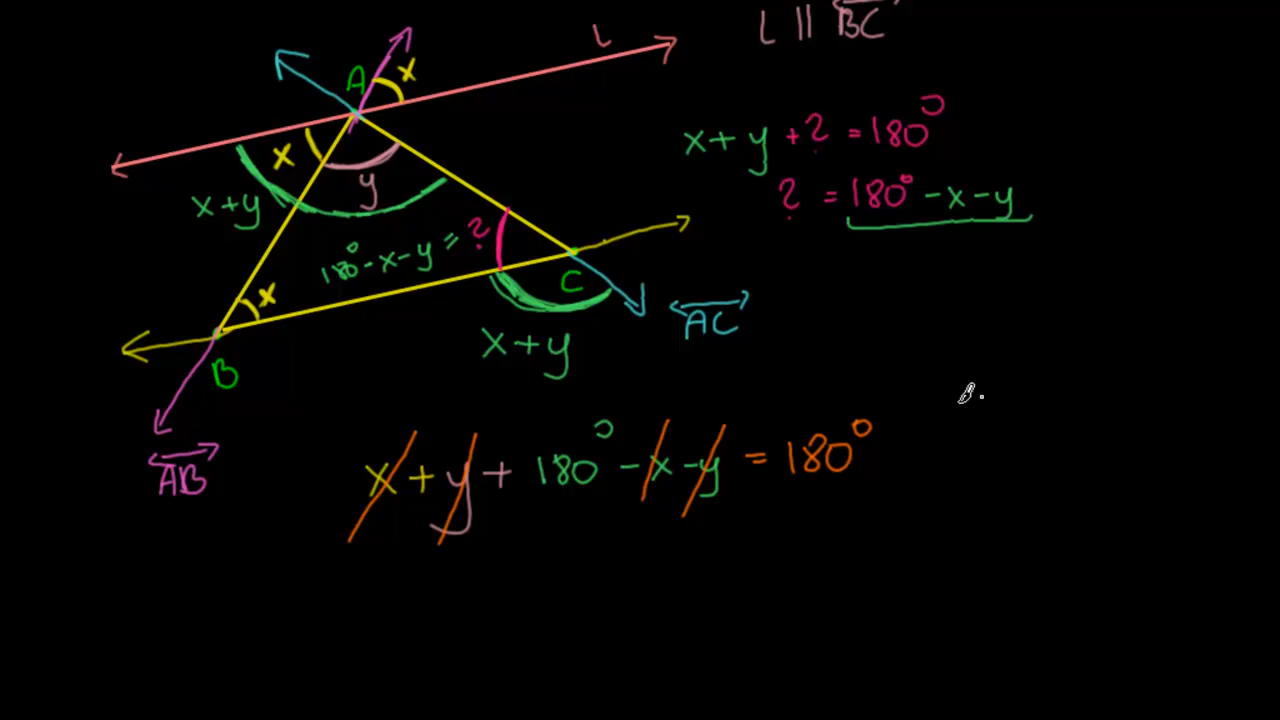 L ∥ BC
L
A x
x + y + ? = 180°
x y
? = 180° - x - y
x + y
180° - x - y = ?
x
C
AC
x + y
B
AB
x + y + 180° - x - y = 180°